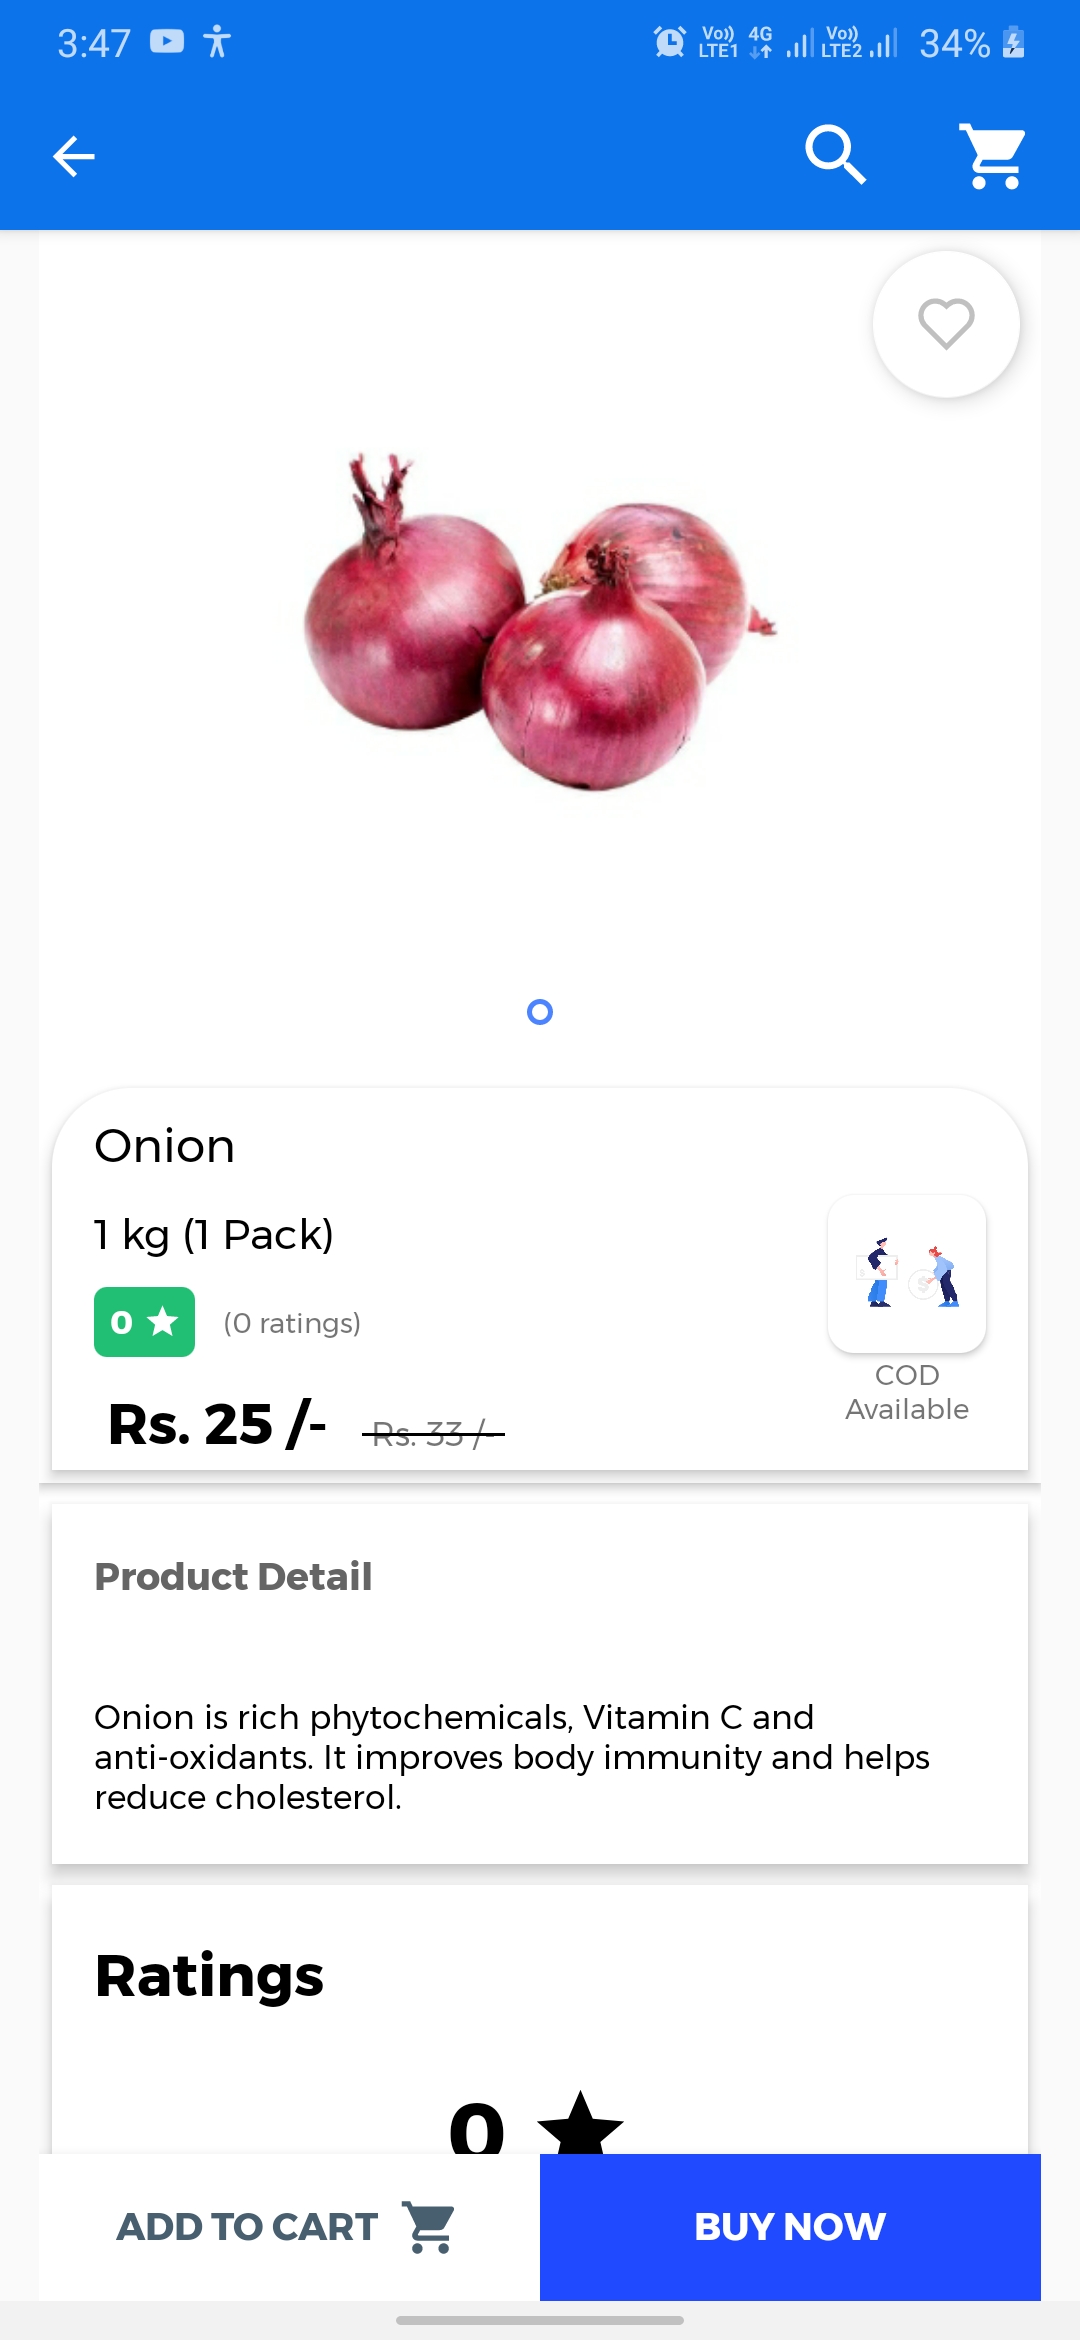 3:47
Vo)) LTE1 4G Vo)) LTE2 34%
Onion
1 kg (1 Pack)
0 (0 ratings)
COD
Available
Rs. 25 /- Rs. 33 /-
Product Detail
Onion is rich phytochemicals, Vitamin C and
anti-oxidants. It improves body immunity and helps
reduce cholesterol.
Ratings
0
ADD TO CART BUY NOW